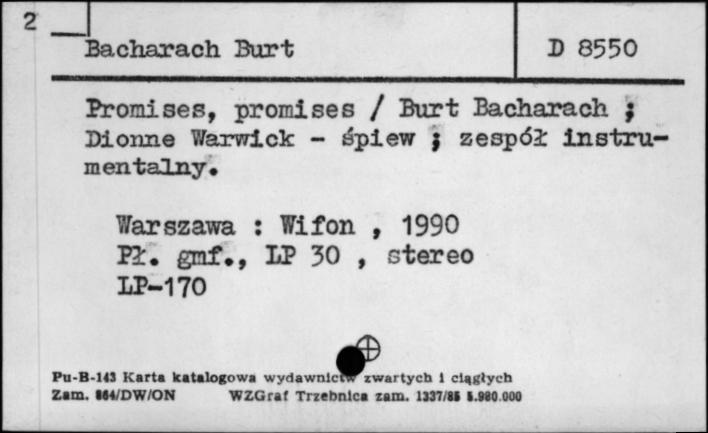 2
Bacharach Burt D 8550
Promises, promises / Burt Bacharach ;
Dionne Warwick - śpiew ; zespół instru-
mentalny.
Warszawa : Wifon , 1990
Pł. gmf., LP 30 , stereo
LP-170
Pu-B-143 Karta katalogowa wydawnictw zwartych i ciągłych
Zam. 864/DW/ON WZGraf Trzebnica zam. 1337/85 5.980.000